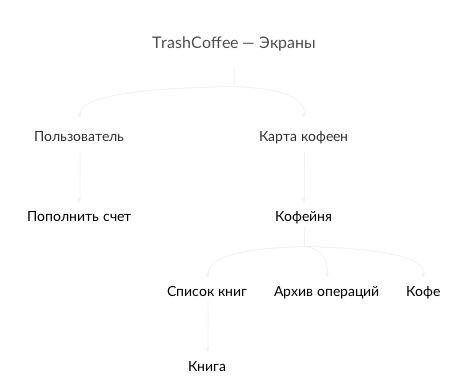 TrashCoffee — Экраны
Пользователь
Карта кофеен
Пополнить счет
Кофейня
Список книг
Архив операций
Кофе
Книга